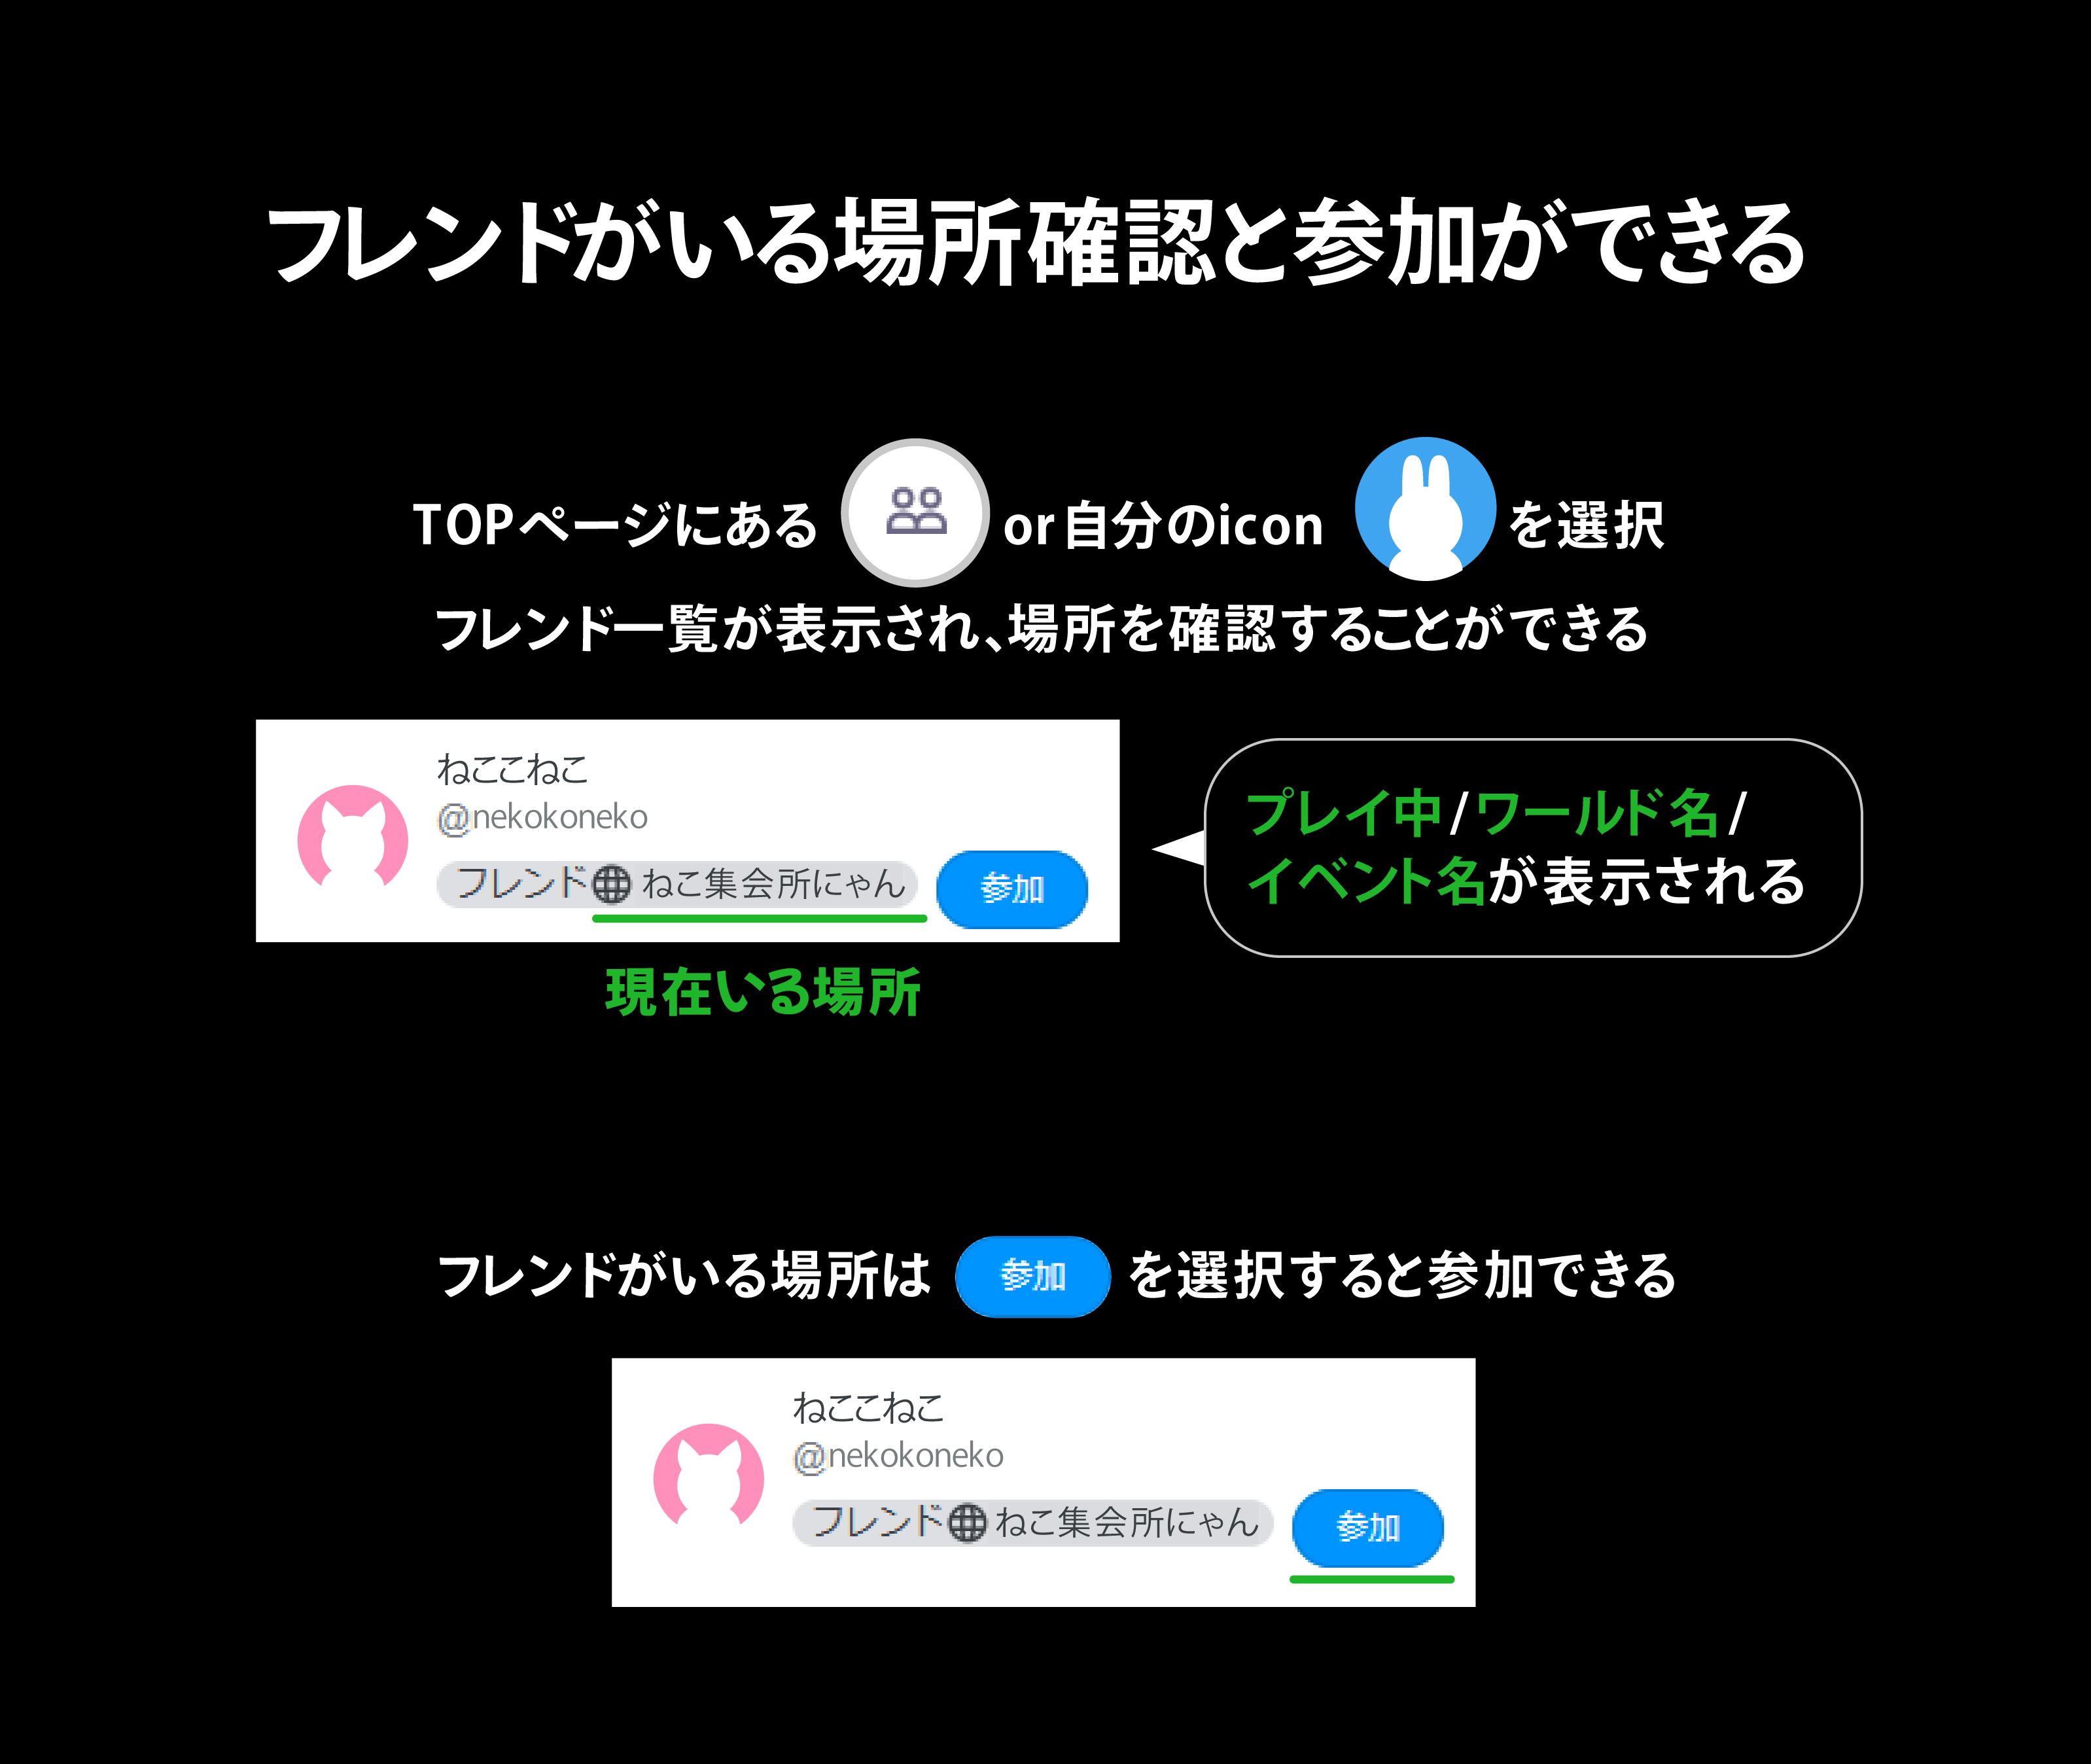 フレンドがいる場所確認と参加ができる
TOPページにある or自分のicon を選択
フレンド一覧が表示され、場所を確認することができる
ねここねこ
@nekokoneko
フレンド ねこ集会所にゃん 参加
プレイ中/ワールド名/
イベント名が表示される
現在いる場所
フレンドがいる場所は 参加 を選択すると参加できる
ねここねこ
@nekokoneko
フレンド ねこ集会所にゃん 参加